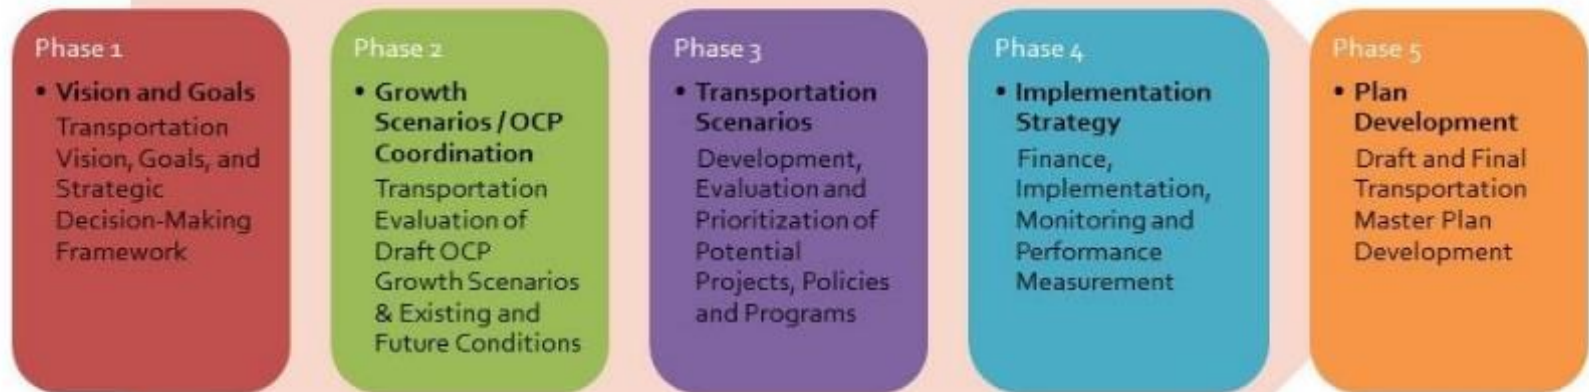 Phase 1
• Vision and Goals
Transportation
Vision, Goals, and
Strategic
Decision-Making
Framework
Phase 2
• Growth
Scenarios / OCP
Coordination
Transportation
Evaluation of
Draft OCP
Growth Scenarios
& Existing and
Future Conditions
Phase 3
• Transportation
Scenarios
Development,
Evaluation and
Prioritization of
Potential
Projects, Policies
and Programs
Phase 4
• Implementation
Strategy
Finance,
Implementation,
Monitoring and
Performance
Measurement
Phase 5
• Plan
Development
Draft and Final
Transportation
Master Plan
Development